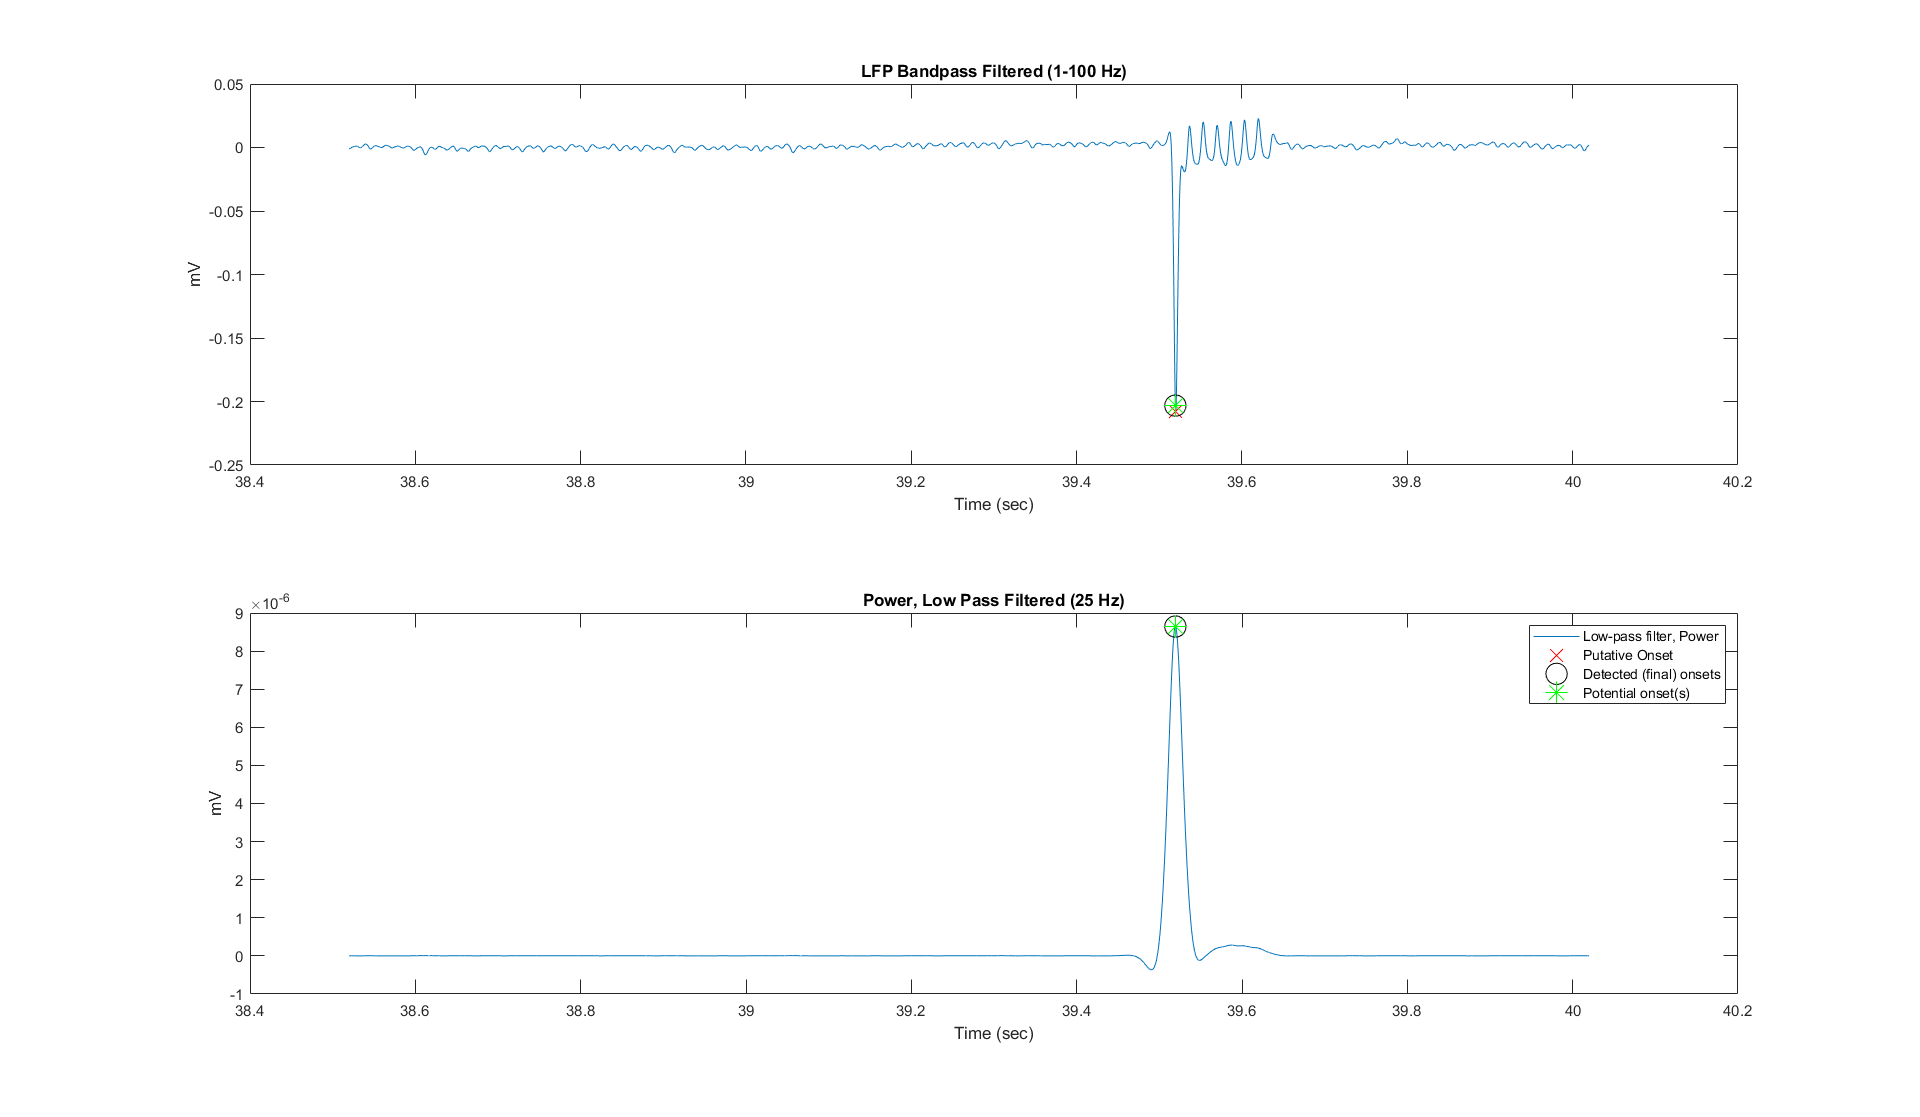 LFP Bandpass Filtered (1-100 Hz)
0.05
0
-0.05
-0.1
-0.15
-0.2
-0.25
mV
38.4 38.6 38.8 39 39.2 39.4 39.6 39.8 40 40.2
Time (sec)
Power, Low Pass Filtered (25 Hz)
×10-6
9
8
7
6
5
4
3
2
1
0
-1
mV
Low-pass filter, Power
Putative Onset
Detected (final) onsets
Potential onset(s)
38.4 38.6 38.8 39 39.2 39.4 39.6 39.8 40 40.2
Time (sec)